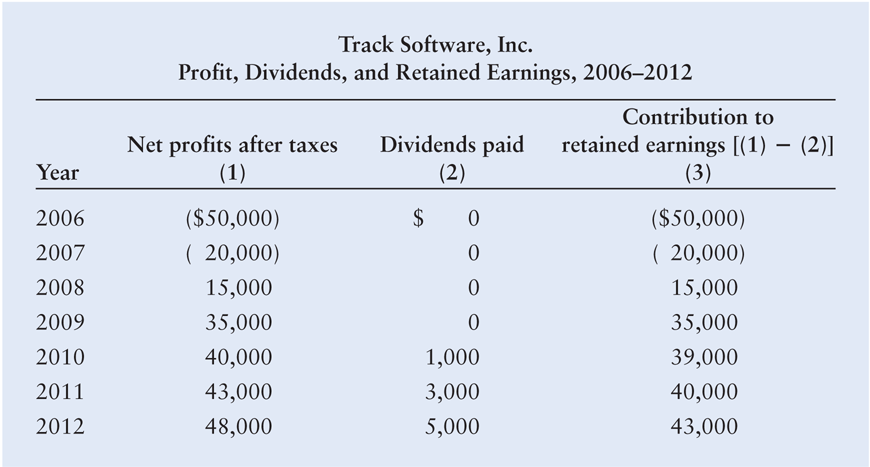 Track Software, Inc.
Profit, Dividends, and Retained Earnings, 2006–2012
Contribution to
Net profits after taxes Dividends paid retained earnings [(1) − (2)]
Year (1) (2) (3)
2006 ($50,000) $ 0 ($50,000)
2007 ( 20,000) 0 ( 20,000)
2008 15,000 0 15,000
2009 35,000 0 35,000
2010 40,000 1,000 39,000
2011 43,000 3,000 40,000
2012 48,000 5,000 43,000